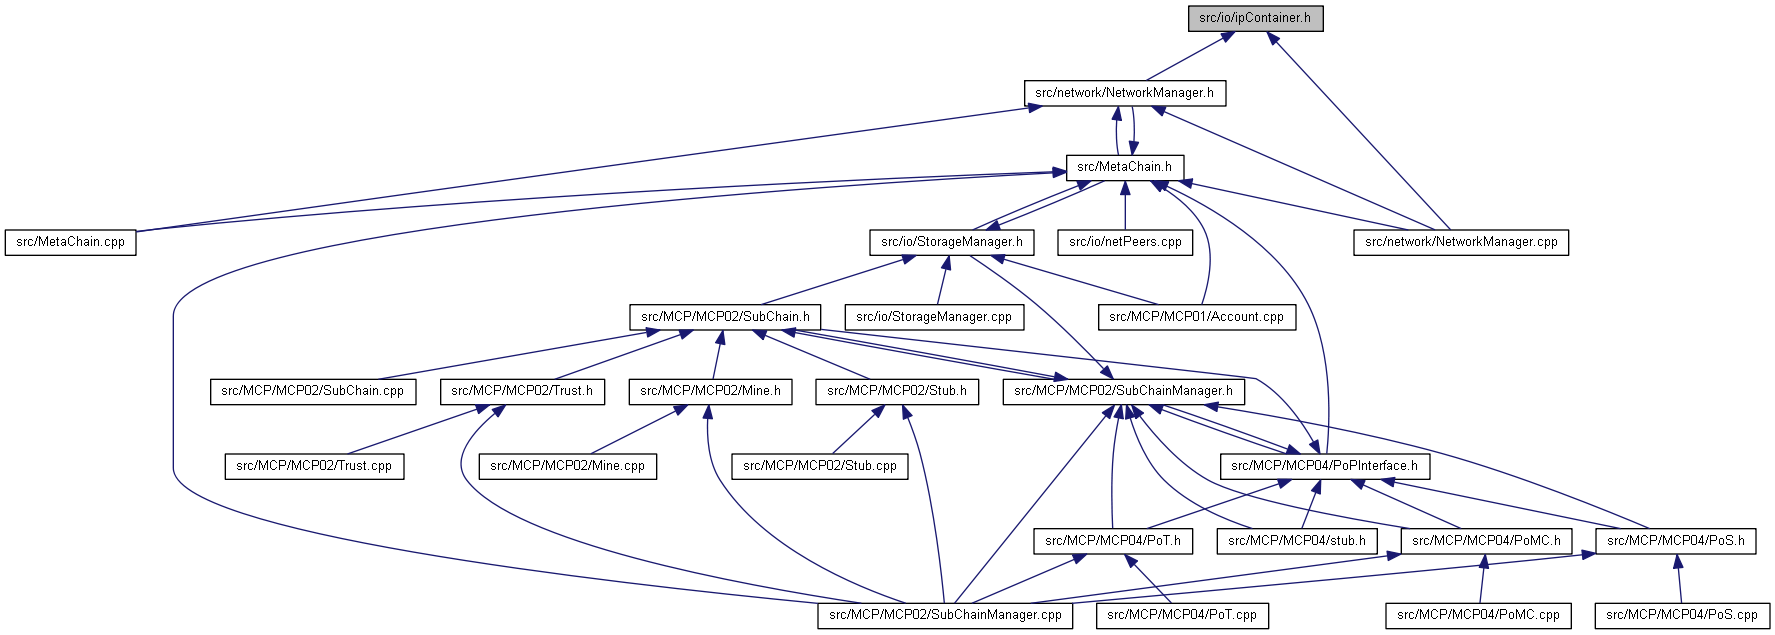 src/io/ipContainer.h
src/network/NetworkManager.h
src/MetaChain.h
src/MetaChain.cpp
src/io/StorageManager.h
src/io/netPeers.cpp
src/network/NetworkManager.cpp
src/MCP/MCP02/SubChain.h
src/io/StorageManager.cpp
src/MCP/MCP01/Account.cpp
src/MCP/MCP02/SubChain.cpp
src/MCP/MCP02/Trust.h
src/MCP/MCP02/Mine.h
src/MCP/MCP02/Stub.h
src/MCP/MCP02/SubChainManager.h
src/MCP/MCP02/Trust.cpp
src/MCP/MCP02/Mine.cpp
src/MCP/MCP02/Stub.cpp
src/MCP/MCP04/PoPInterface.h
src/MCP/MCP04/PoT.h
src/MCP/MCP04/stub.h
src/MCP/MCP04/PoMC.h
src/MCP/MCP04/PoS.h
src/MCP/MCP02/SubChainManager.cpp
src/MCP/MCP04/PoT.cpp
src/MCP/MCP04/PoMC.cpp
src/MCP/MCP04/PoS.cpp